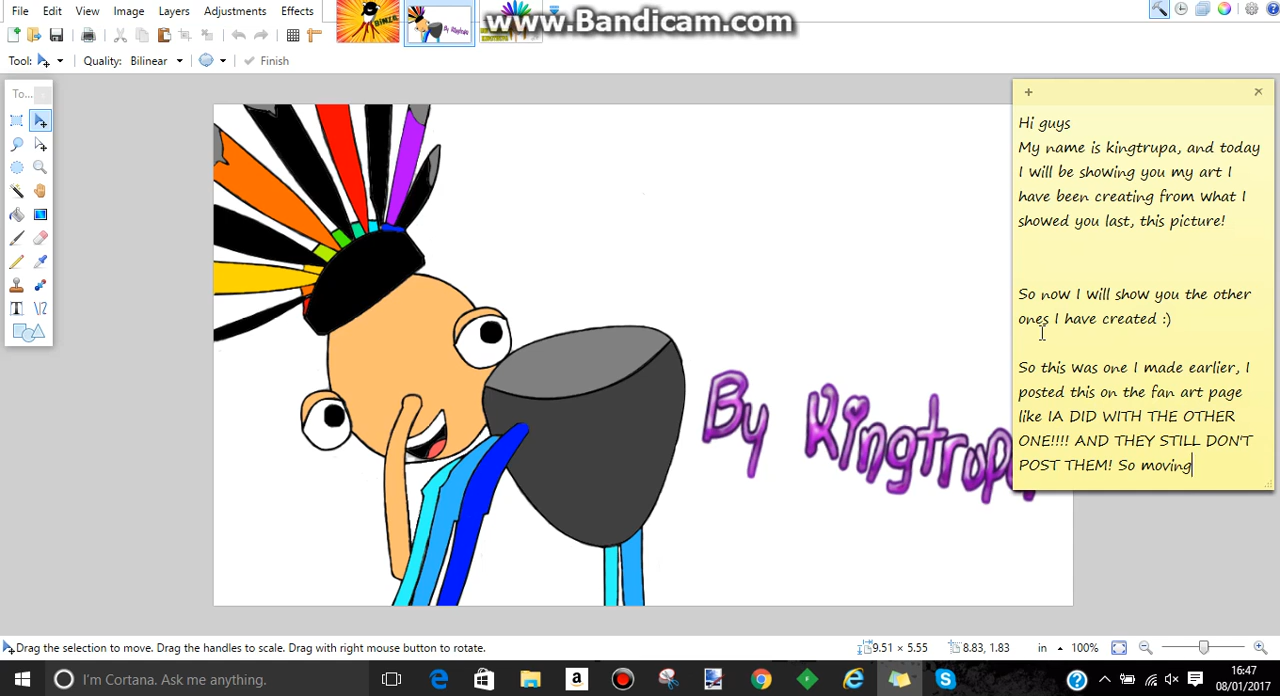 File Edit View Image Layers Adjustments Effects
www.Bandicam.com
BiNZO
By Kingtrupa
Tool: Quality: Bilinear Finish
To...
Hi guys
My name is kingtrupa, and today
I will be showing you my art I
have been creating from what I
showed you last, this picture!
So now I will show you the other
ones I have created :)
So this was one I made earlier, I
posted this on the fan art page
like IA DID WITH THE OTHER
ONE!!!! AND THEY STILL DON'T
POST THEM! So moving
By Kingtrup
Drag the selection to move. Drag the handles to scale. Drag with right mouse button to rotate.
9.51 × 5.55
8.83, 1.83
in
100%
I'm Cortana. Ask me anything.
16:47
08/01/2017